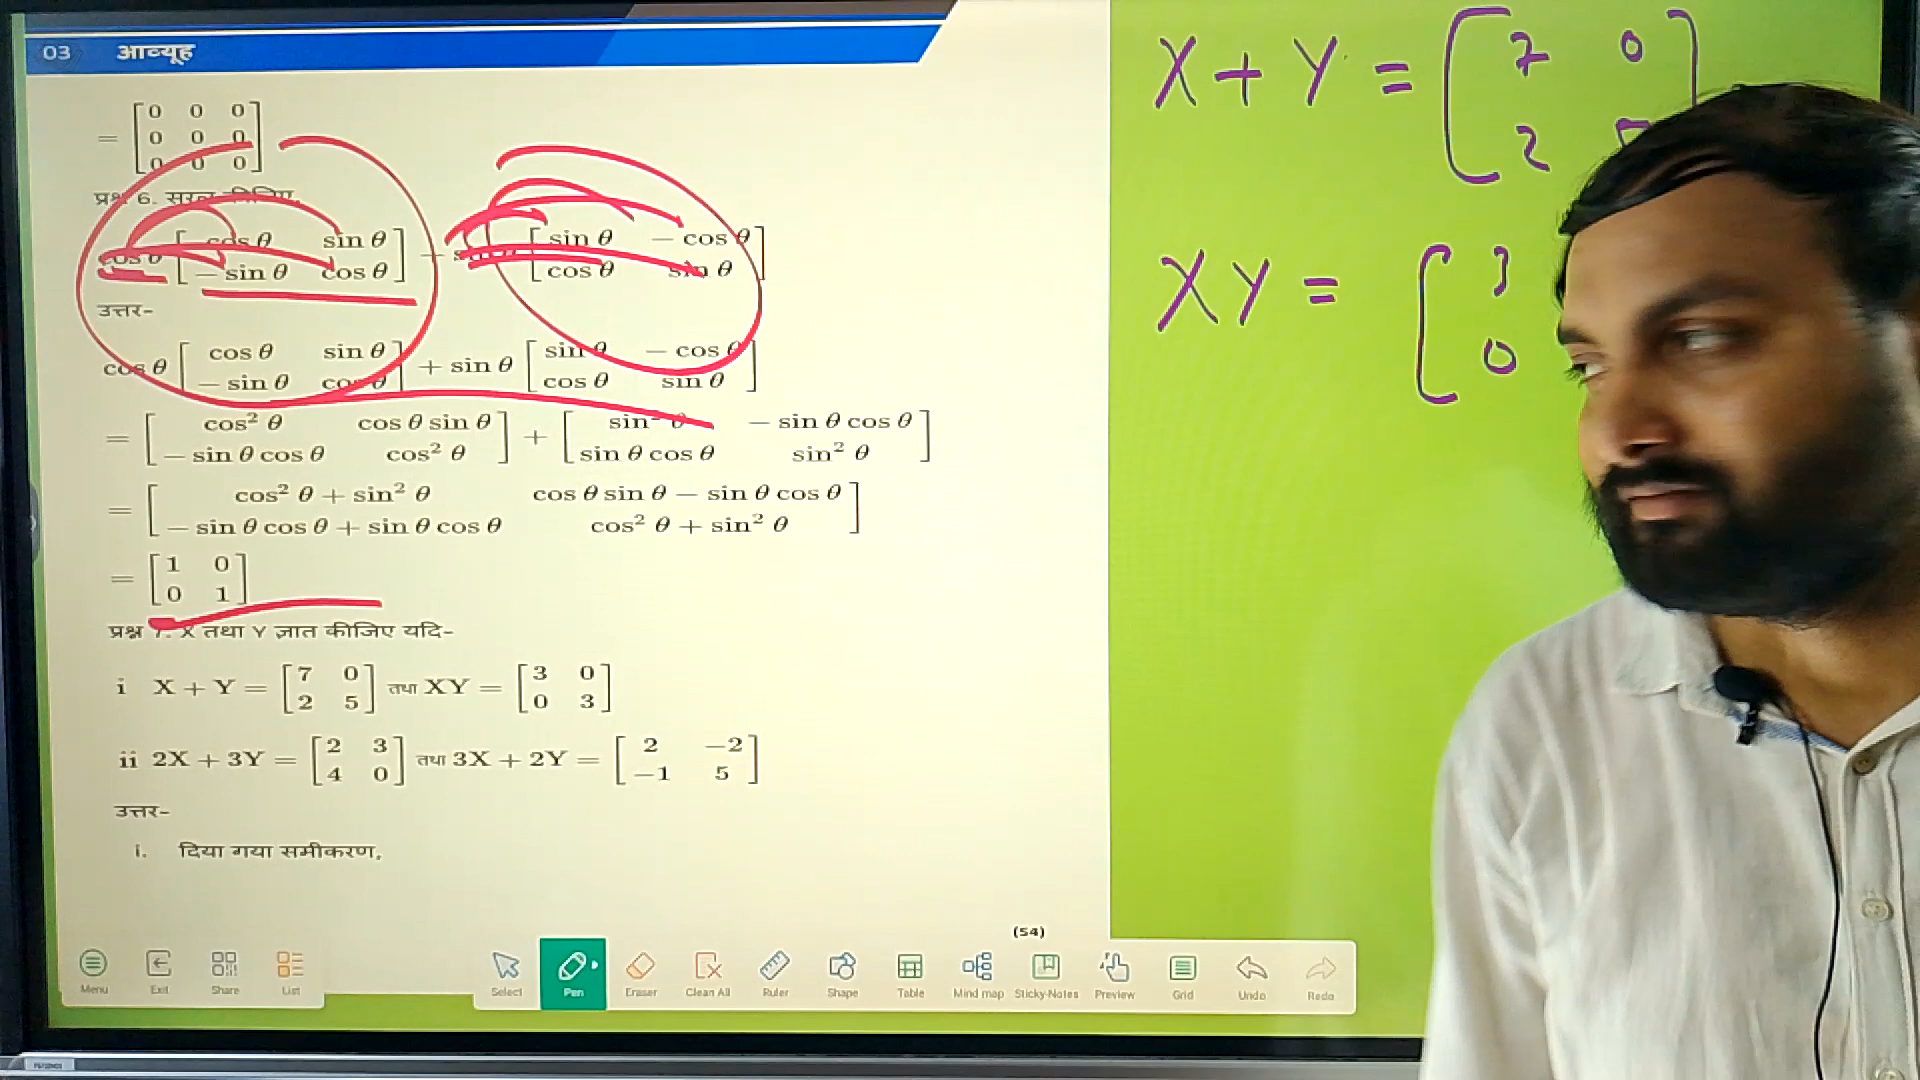 03 आव्यूह
= [0 0 0
0 0 0
0 0 0]
प्रश्न 6. सरल कीजिए,
cos θ [cos θ sin θ
− sin θ cos θ] + sin θ [sin θ − cos θ
cos θ sin θ]
उत्तर-
cos θ [cos θ sin θ
− sin θ cos θ] + sin θ [sin θ − cos θ
cos θ sin θ]
= [cos² θ cos θ sin θ
− sin θ cos θ cos² θ] + [sin² θ − sin θ cos θ
sin θ cos θ sin² θ]
= [cos² θ + sin² θ cos θ sin θ − sin θ cos θ
− sin θ cos θ + sin θ cos θ cos² θ + sin² θ]
= [1 0
0 1]
प्रश्न 7. X तथा Y ज्ञात कीजिए यदि-
i X + Y = [7 0
2 5] तथा XY = [3 0
0 3]
ii 2X + 3Y = [2 3
4 0] तथा 3X + 2Y = [2 −2
−1 5]
उत्तर-
i. दिया गया समीकरण,
(54)
X + Y = [7 0
2
XY = [3
0
Menu Exit Share List Select Pen Eraser Clean All Ruler Shape Table Mind map Sticky-Notes Preview Grid Undo Redo